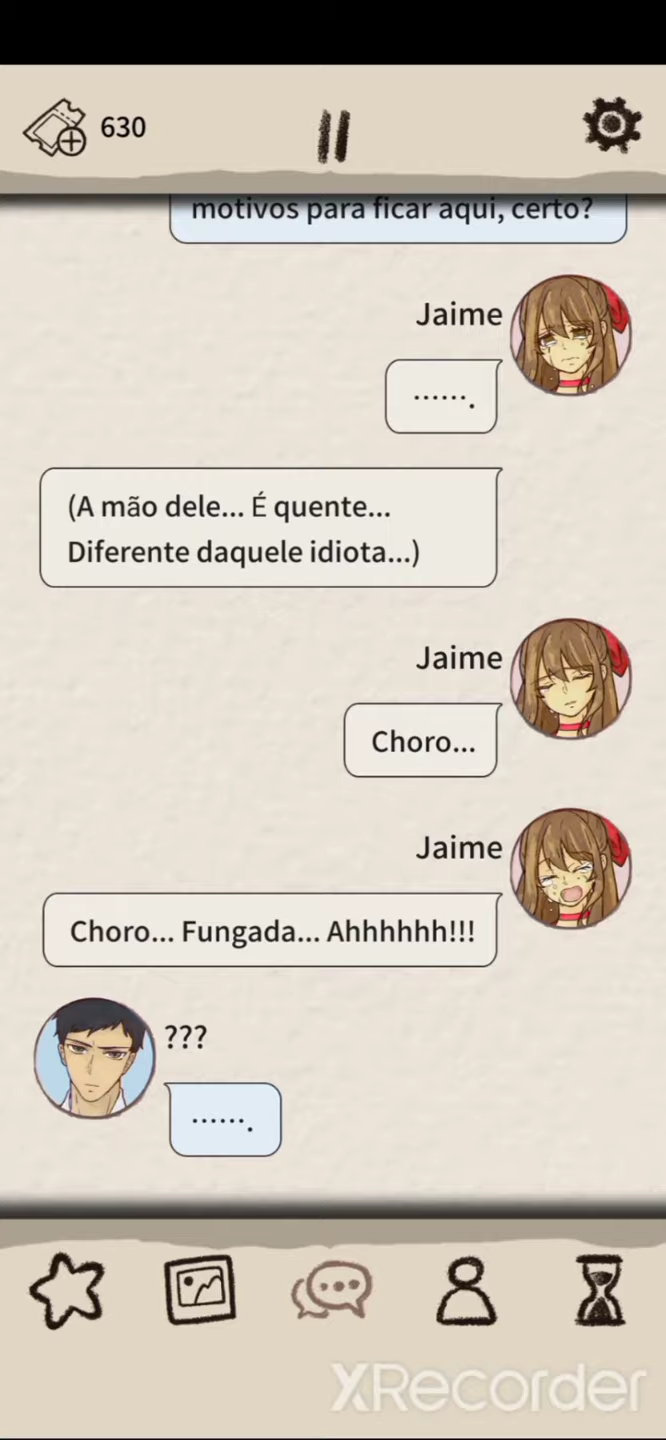 630
motivos para ficar aqui, certo?
Jaime
…….
(A mão dele... É quente...
Diferente daquele idiota...)
Jaime
Choro...
Jaime
Choro... Fungada... Ahhhhhh!!!
???
…….
XRecorder